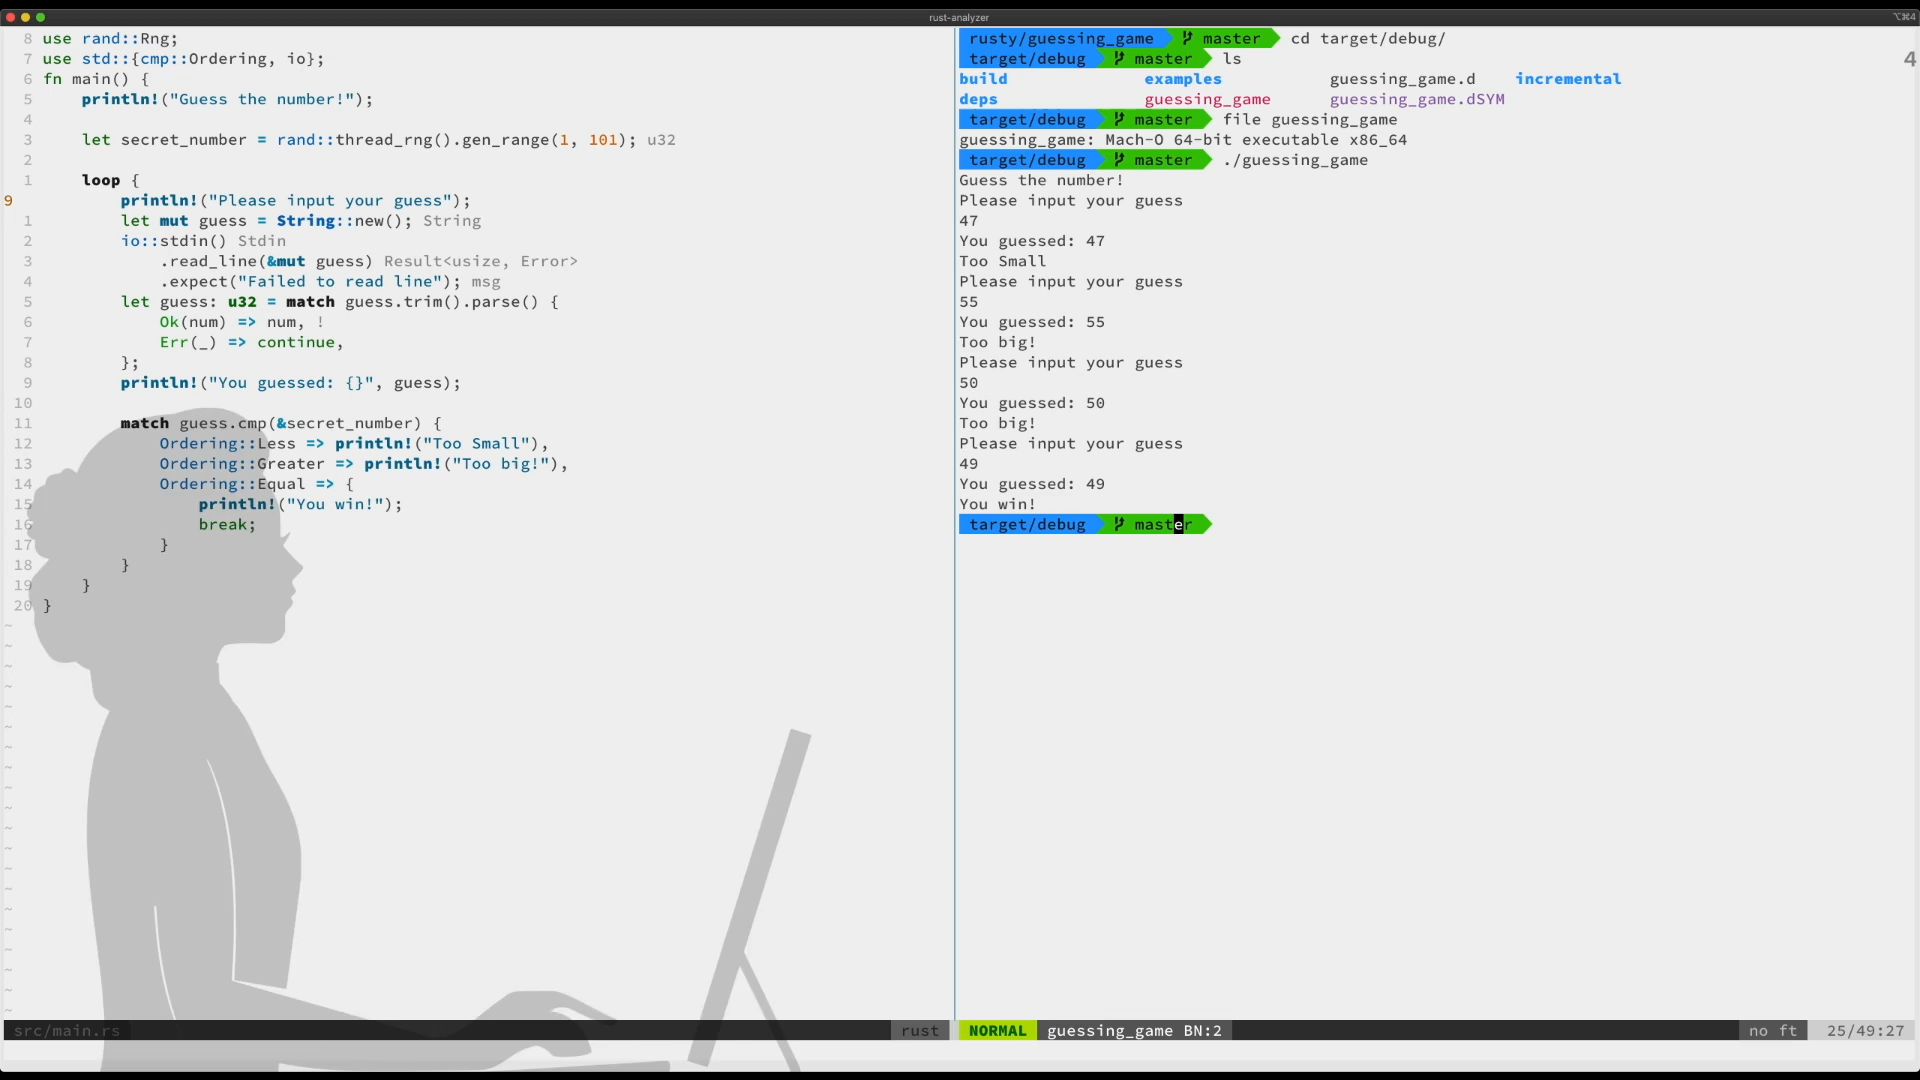 rust-analyzer
⌥⌘4
8 use rand::Rng;
7 use std::{cmp::Ordering, io};
6 fn main() {
5     println!("Guess the number!");
4
3     let secret_number = rand::thread_rng().gen_range(1, 101); u32
2
1     loop {
9         println!("Please input your guess");
1         let mut guess = String::new(); String
2         io::stdin() Stdin
3             .read_line(&mut guess) Result<usize, Error>
4             .expect("Failed to read line"); msg
5         let guess: u32 = match guess.trim().parse() {
6             Ok(num) => num, !
7             Err(_) => continue,
8         };
9         println!("You guessed: {}", guess);
10
11         match guess.cmp(&secret_number) {
12             Ordering::Less => println!("Too Small"),
13             Ordering::Greater => println!("Too big!"),
14             Ordering::Equal => {
15                 println!("You win!");
16                 break;
17             }
18         }
19     }
20 }
src/main.rs rust
rusty/guessing_game master cd target/debug/
4
target/debug master ls
build examples guessing_game.d incremental
deps guessing_game guessing_game.dSYM
target/debug master file guessing_game
guessing_game: Mach-O 64-bit executable x86_64
target/debug master ./guessing_game
Guess the number!
Please input your guess
47
You guessed: 47
Too Small
Please input your guess
55
You guessed: 55
Too big!
Please input your guess
50
You guessed: 50
Too big!
Please input your guess
49
You guessed: 49
You win!
target/debug master
NORMAL guessing_game BN:2 no ft 25/49:27